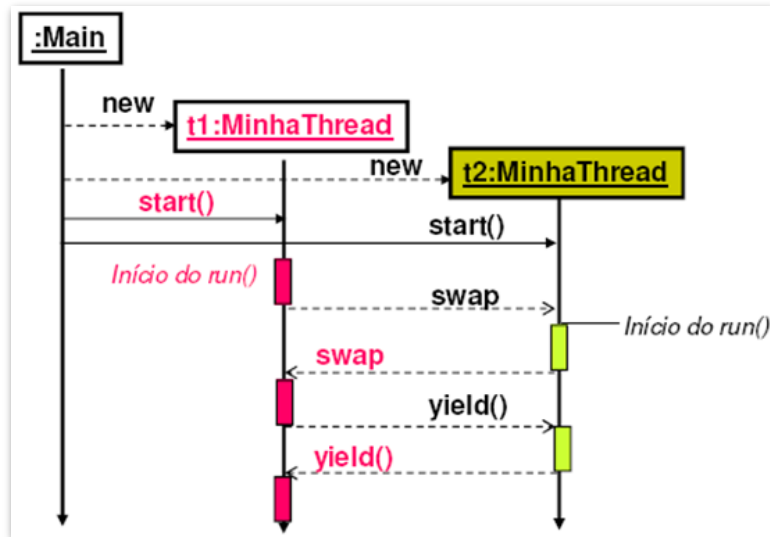 :Main
new
t1:MinhaThread
new
t2:MinhaThread
start()
start()
Início do run()
swap
Início do run()
swap
yield()
yield()